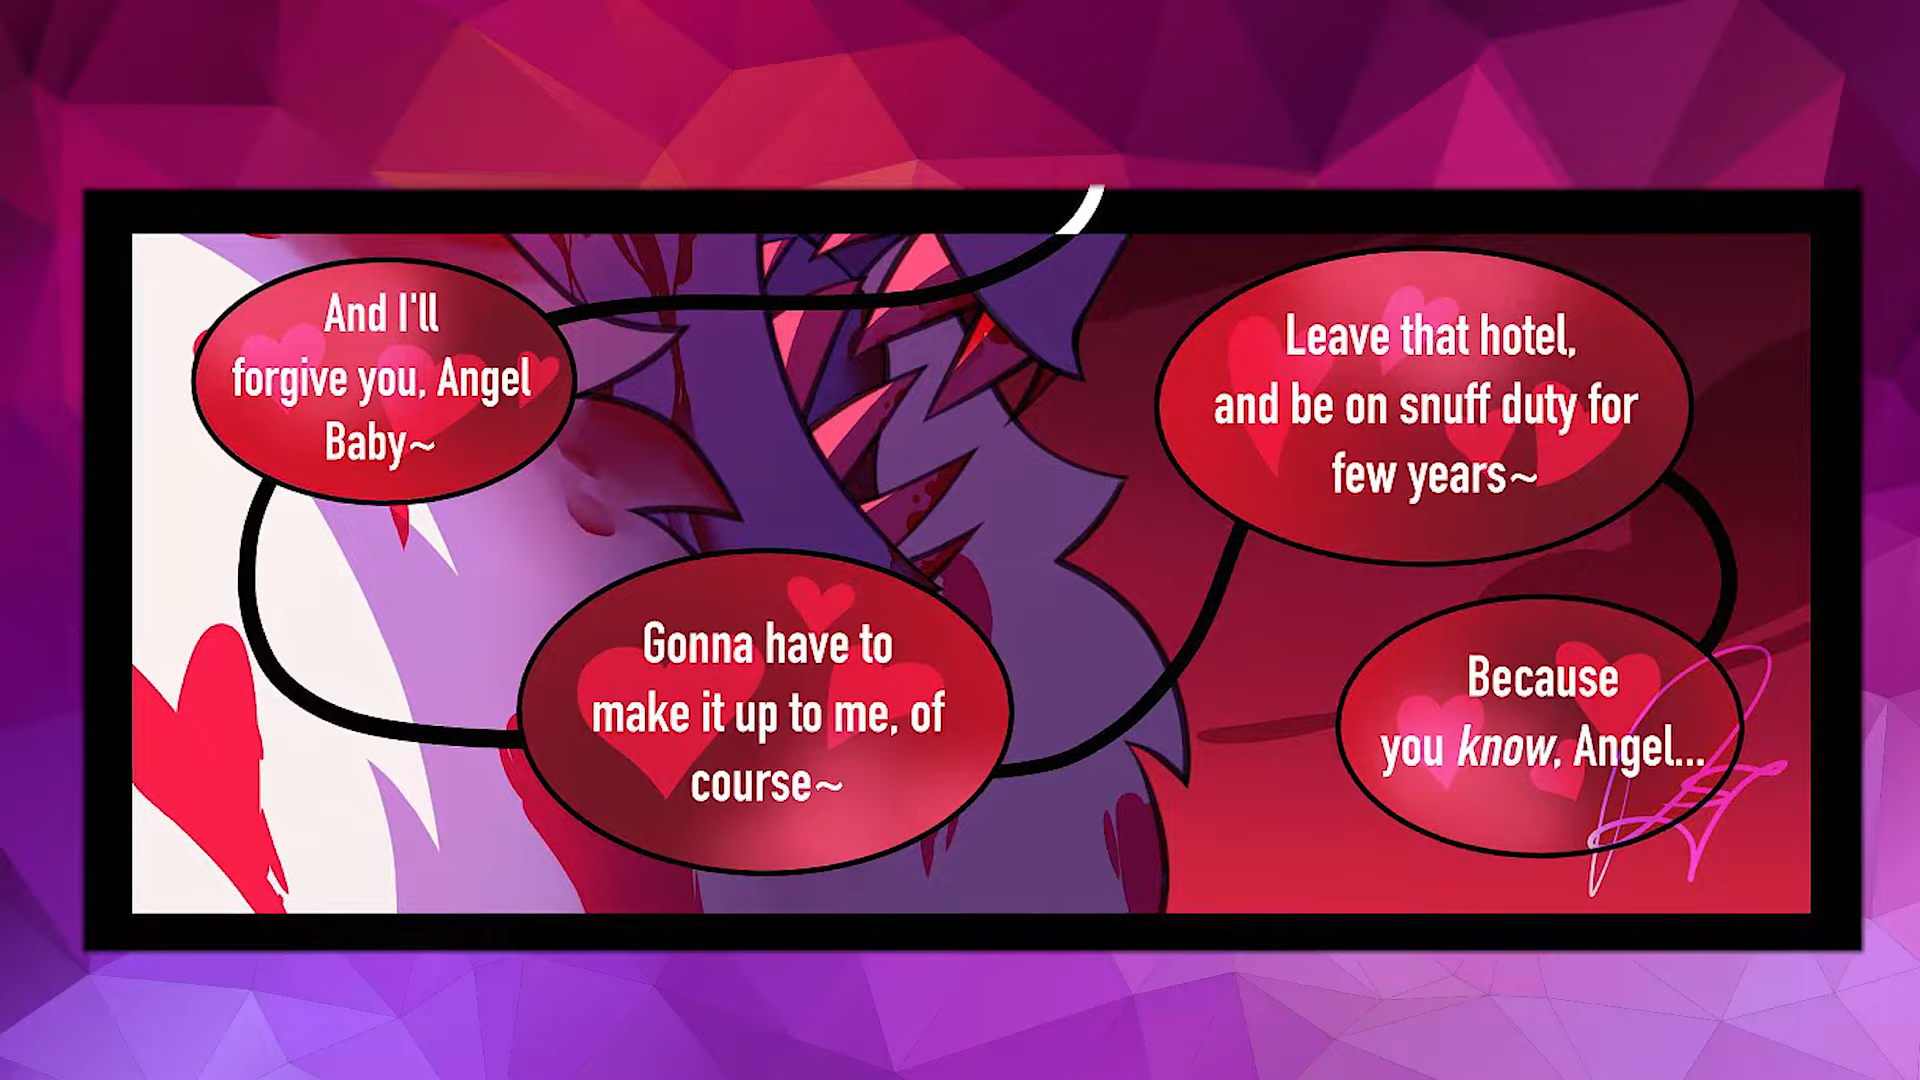 And I'll
forgive you, Angel
Baby~
Gonna have to
make it up to me, of
course~
Leave that hotel,
and be on snuff duty for
few years~
Because
you know, Angel...